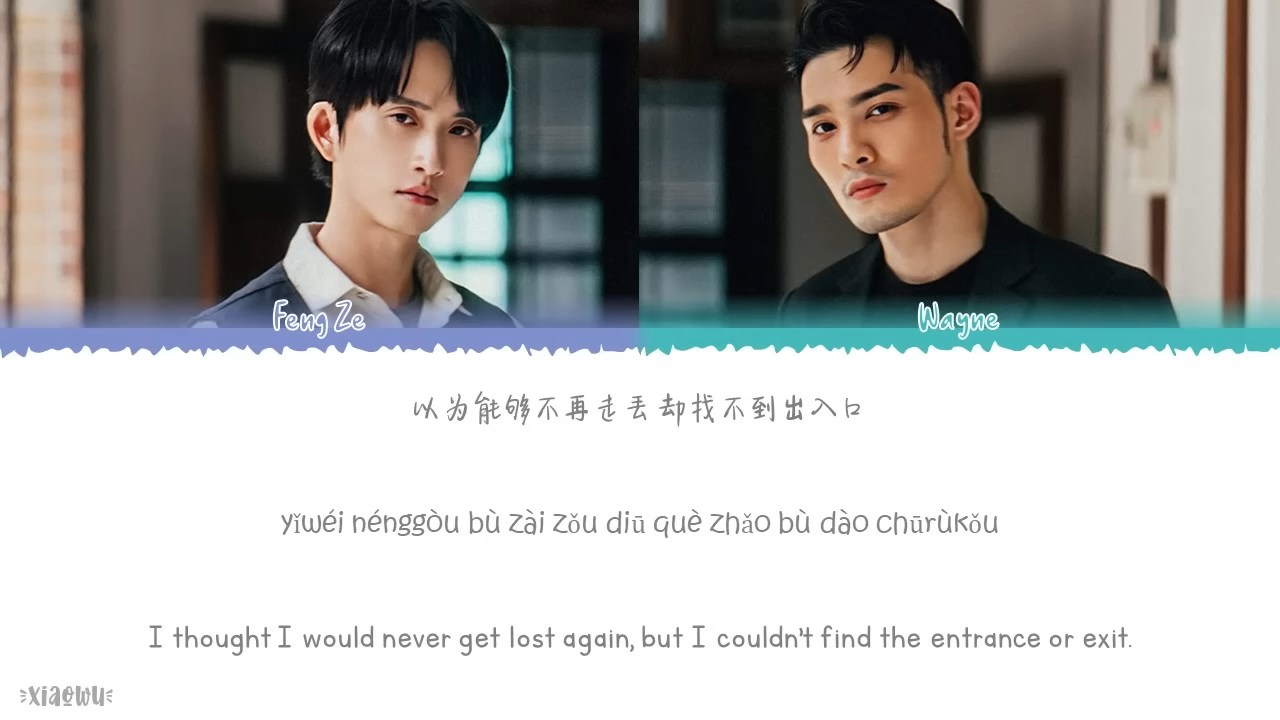 Feng Ze
Wayne
以为能够不再走丢却找不到出入口
yǐwéi nénggòu bù zài zǒu diū què zhǎo bù dào chūrùkǒu
I thought I would never get lost again, but I couldn't find the entrance or exit.
xiaowu